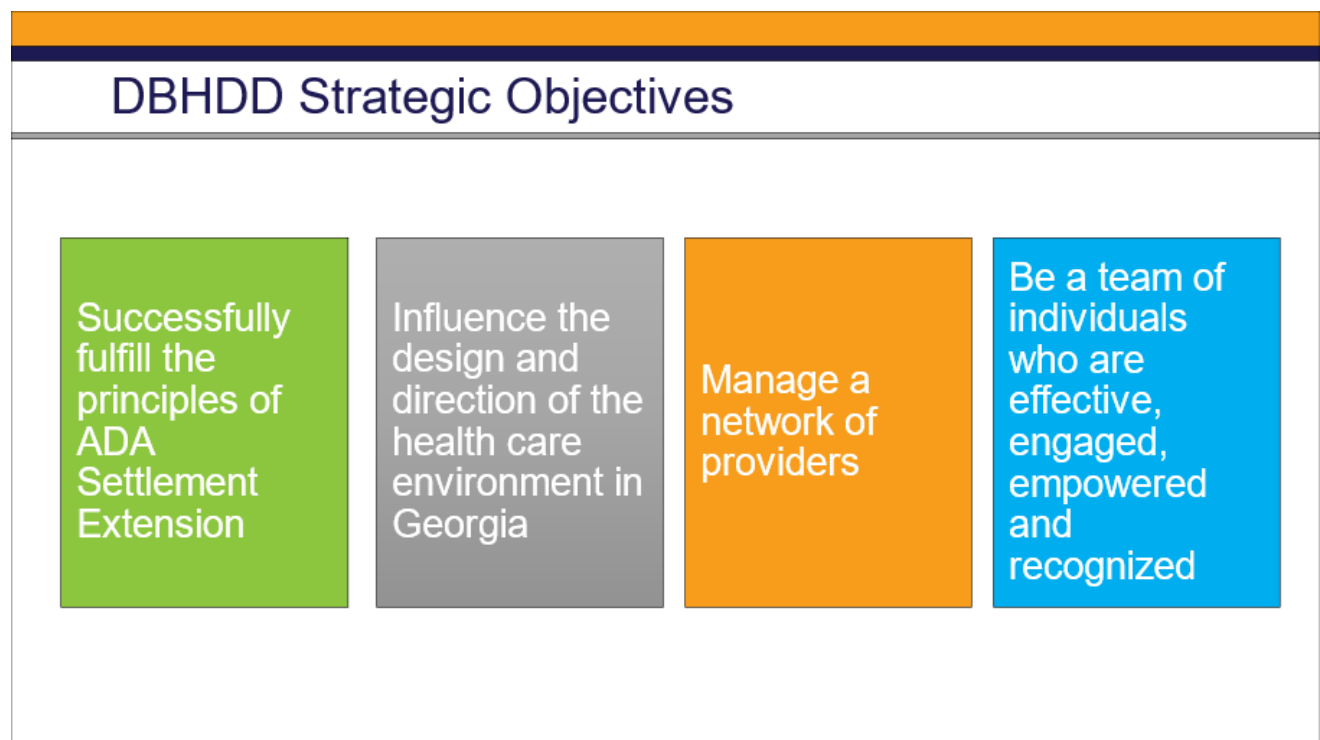 DBHDD Strategic Objectives
Successfully
fulfill the
principles of
ADA
Settlement
Extension
Influence the
design and
direction of the
health care
environment in
Georgia
Manage a
network of
providers
Be a team of
individuals
who are
effective,
engaged,
empowered
and
recognized